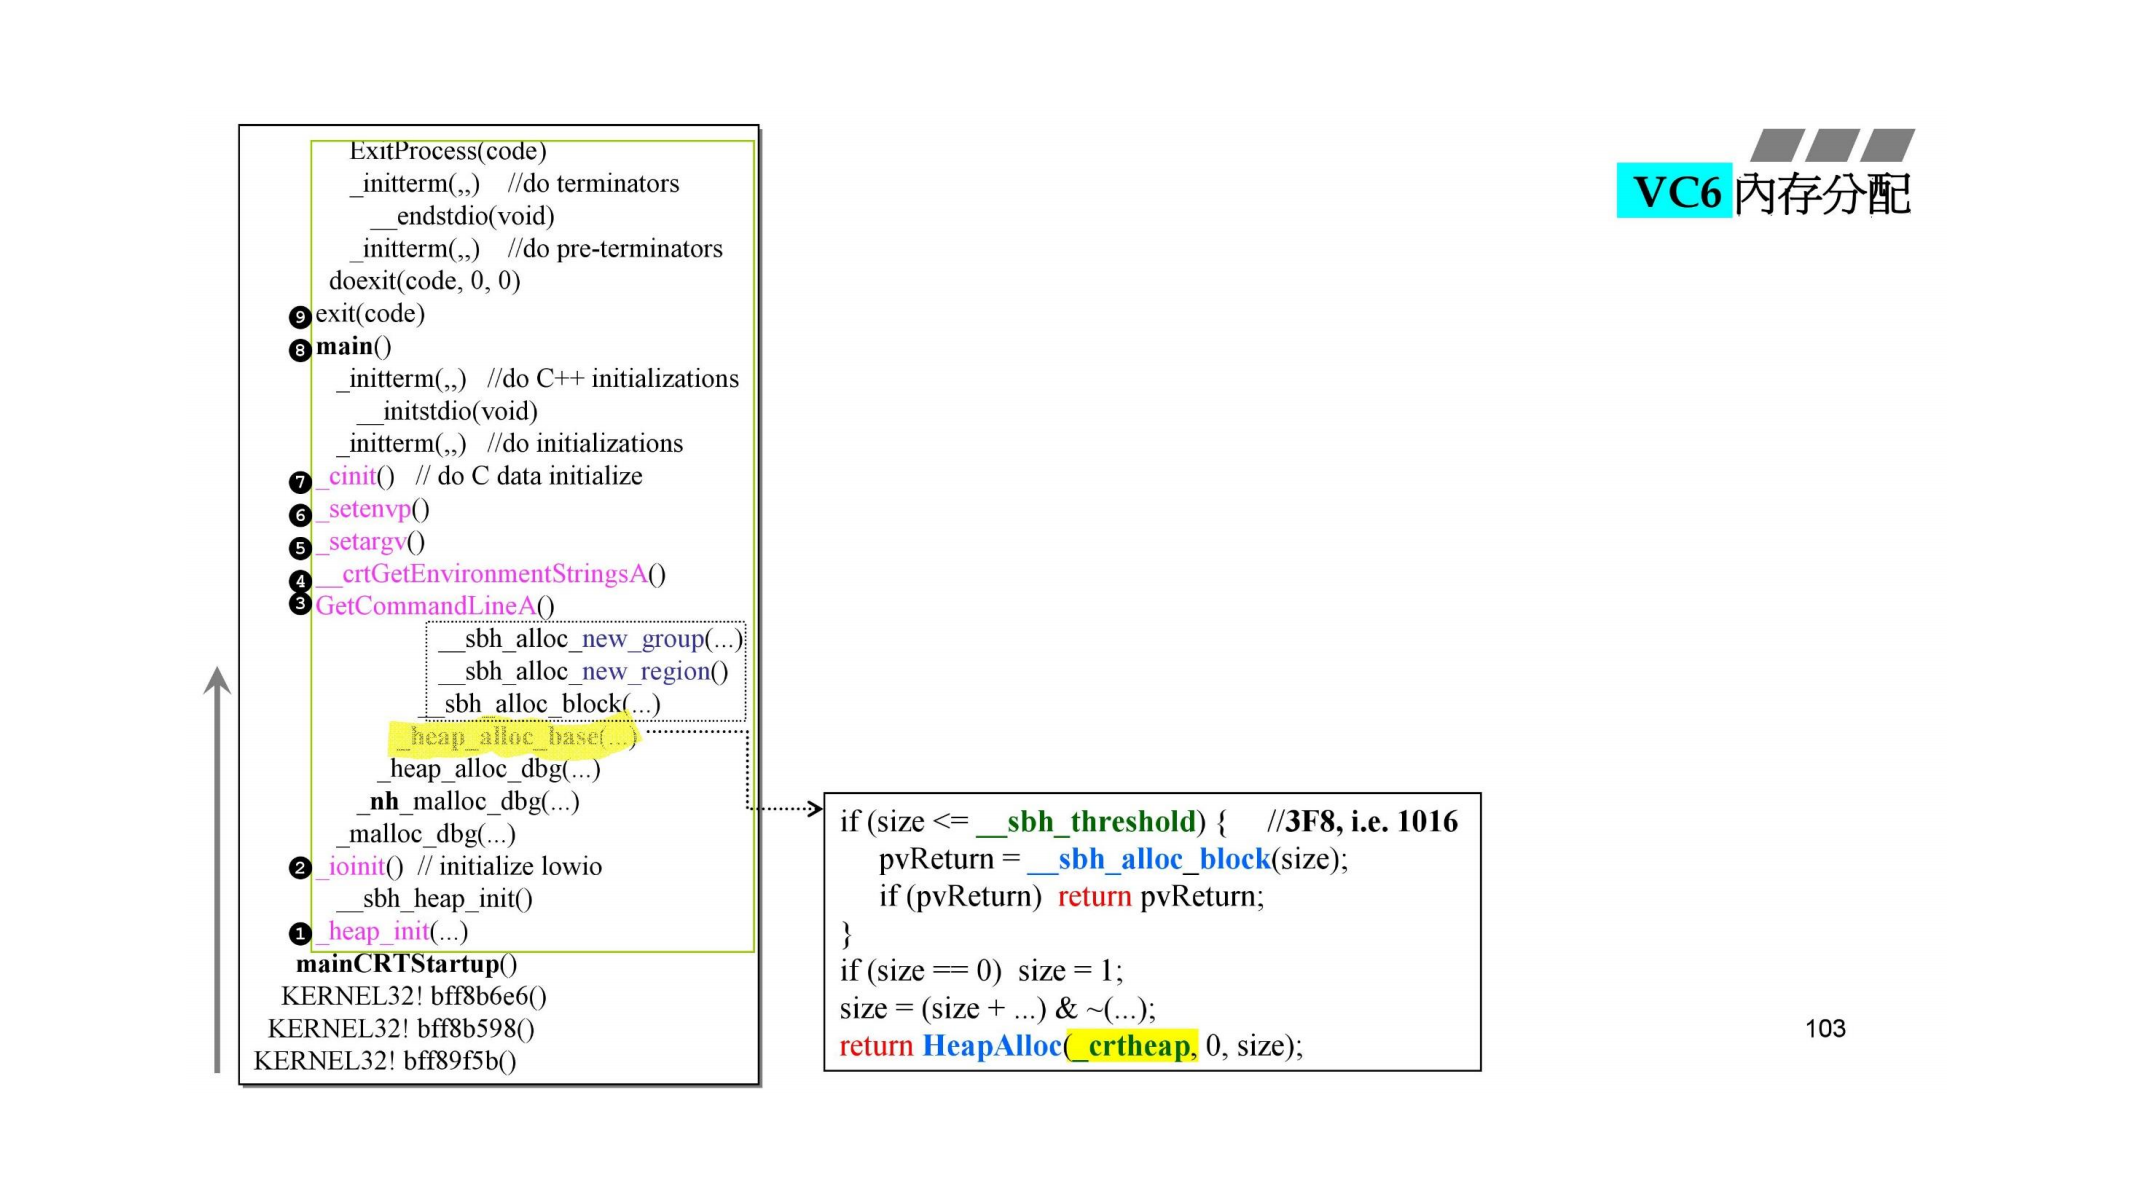 VC6 內存分配
ExitProcess(code)
_initterm(,,) //do terminators
__endstdio(void)
_initterm(,,) //do pre-terminators
doexit(code, 0, 0)
❾ exit(code)
❽ main()
_initterm(,,) //do C++ initializations
__initstdio(void)
_initterm(,,) //do initializations
❼ _cinit() // do C data initialize
❻ _setenvp()
❺ _setargv()
❹ __crtGetEnvironmentStringsA()
❸ GetCommandLineA()
__sbh_alloc_new_group(...)
__sbh_alloc_new_region()
__sbh_alloc_block(...)
_heap_alloc_base(...)
_heap_alloc_dbg(...)
_nh_malloc_dbg(...)
_malloc_dbg(...)
❷ _ioinit() // initialize lowio
__sbh_heap_init()
❶ _heap_init(...)
mainCRTStartup()
KERNEL32! bff8b6e6()
KERNEL32! bff8b598()
KERNEL32! bff89f5b()
if (size <= __sbh_threshold) { //3F8, i.e. 1016
pvReturn = __sbh_alloc_block(size);
if (pvReturn) return pvReturn;
}
if (size == 0) size = 1;
size = (size + ...) & ~(...);
return HeapAlloc(_crtheap, 0, size);
103